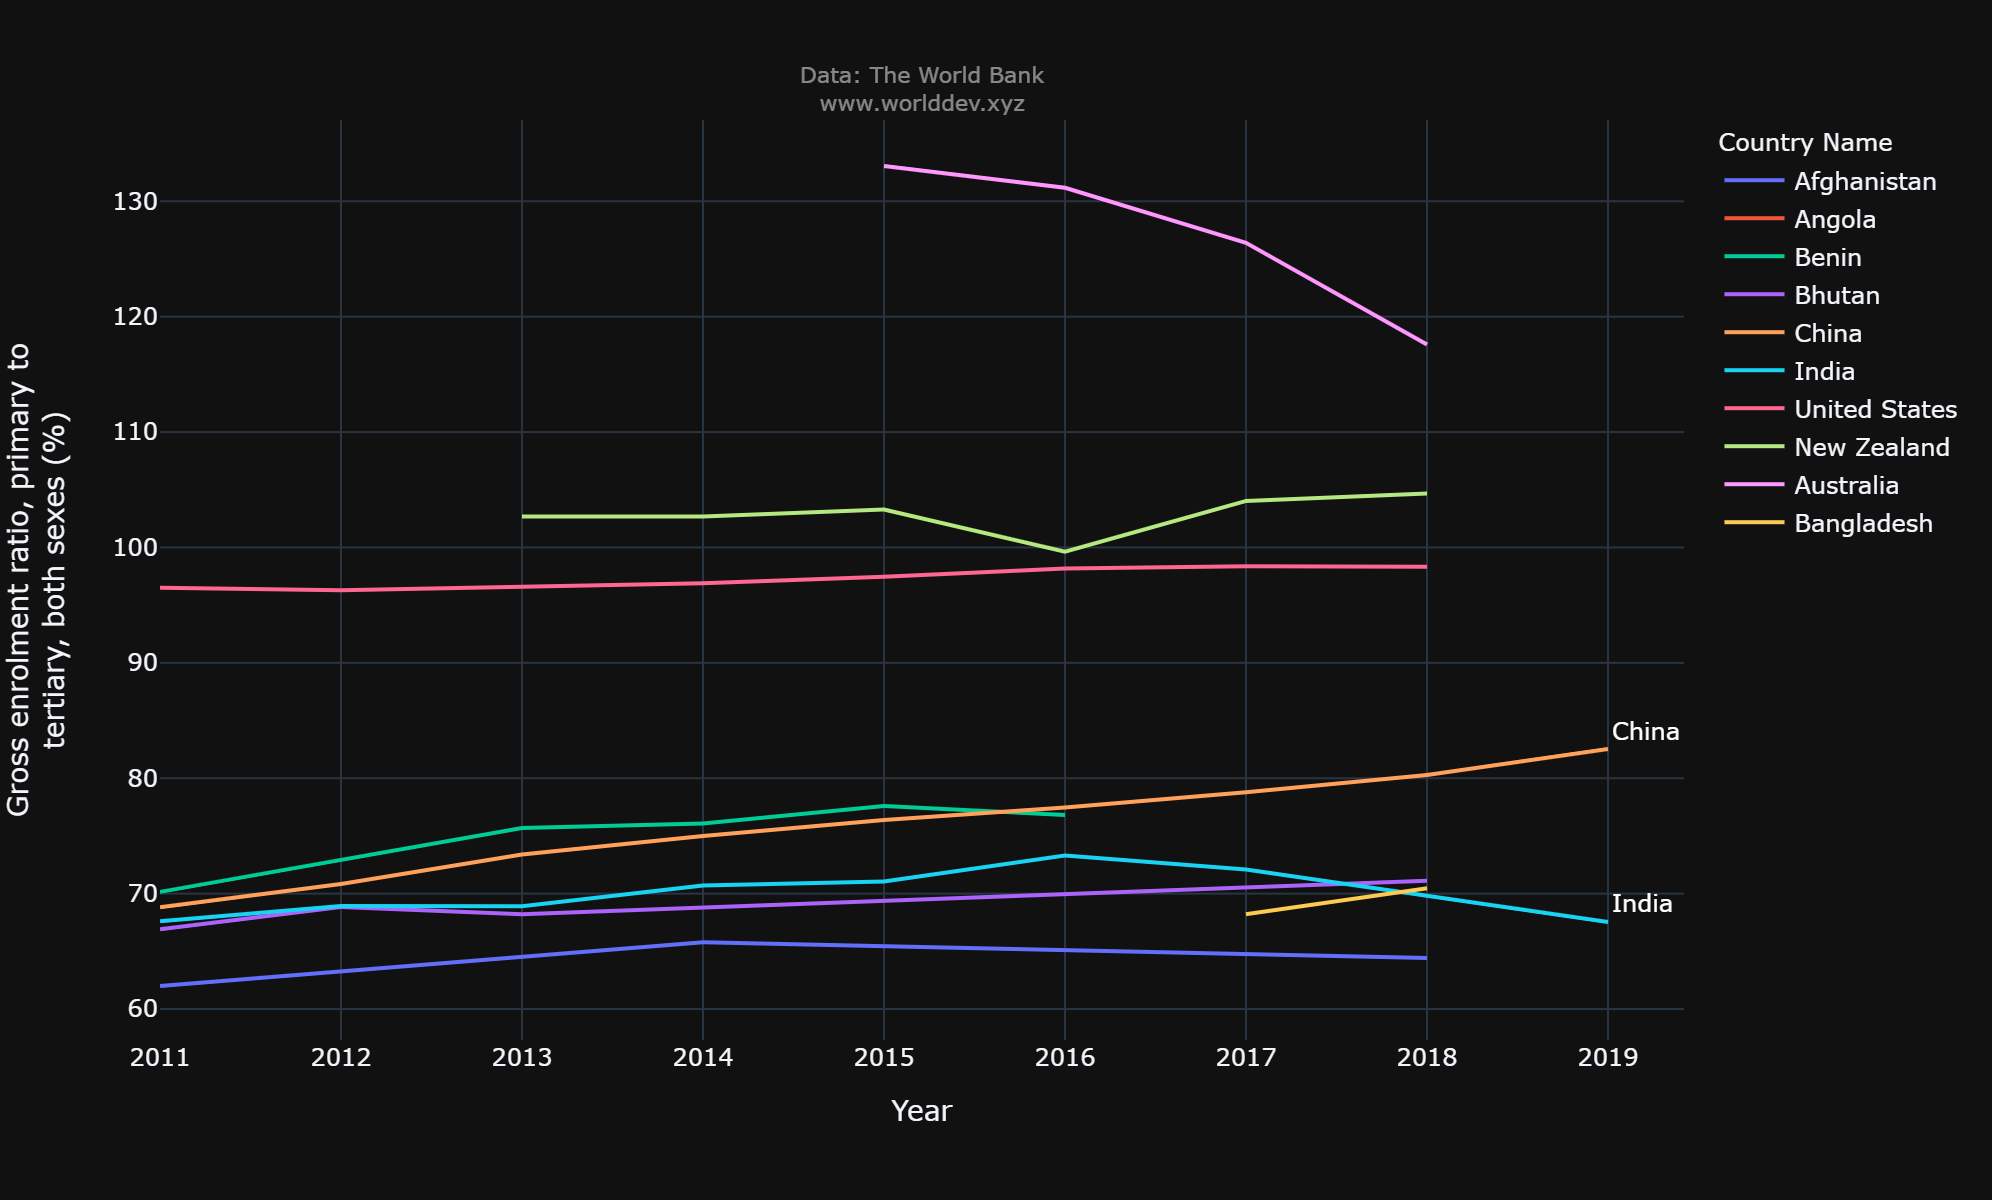 Data: The World Bank
www.worlddev.xyz
Gross enrolment ratio, primary to
tertiary, both sexes (%)
130
120
110
100
90
80
70
60
China
India
2011 2012 2013 2014 2015 2016 2017 2018 2019
Year
Country Name
Afghanistan
Angola
Benin
Bhutan
China
India
United States
New Zealand
Australia
Bangladesh